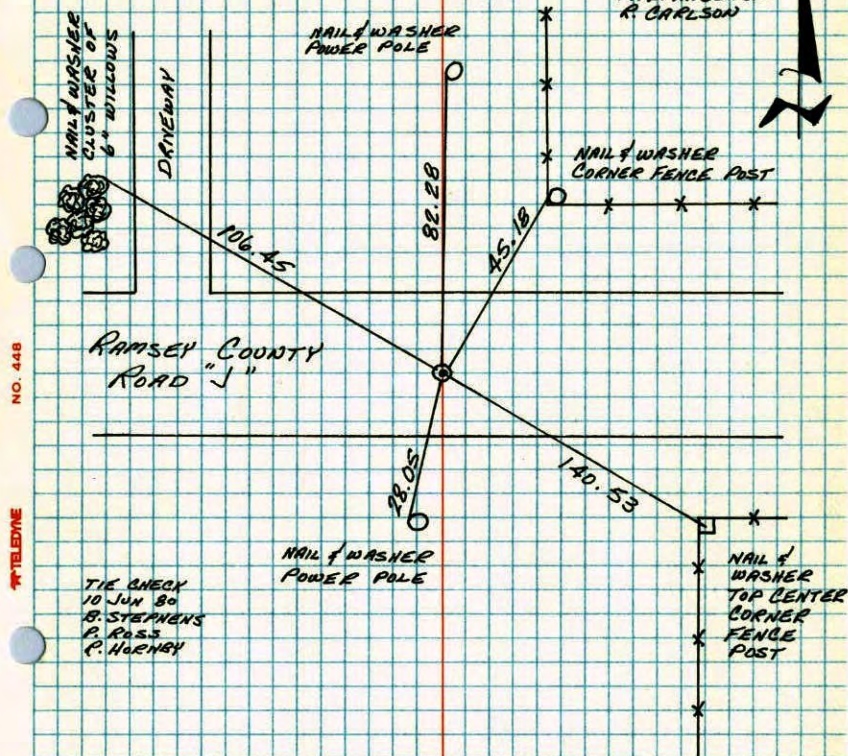 R. CARLSON
NAIL & WASHER
POWER POLE
NAIL & WASHER
CLUSTER OF
6" WILLOWS
DRIVEWAY
NAIL & WASHER
CORNER FENCE POST
82.28
45.18
106.45
RAMSEY COUNTY
ROAD "J"
NO. 448
140.53
28.05
TELEDYNE
NAIL & WASHER
POWER POLE
NAIL &
WASHER
TOP CENTER
CORNER
FENCE
POST
TIE CHECK
10 JUN 80
B. STEPHENS
P. ROSS
R. HORNBY